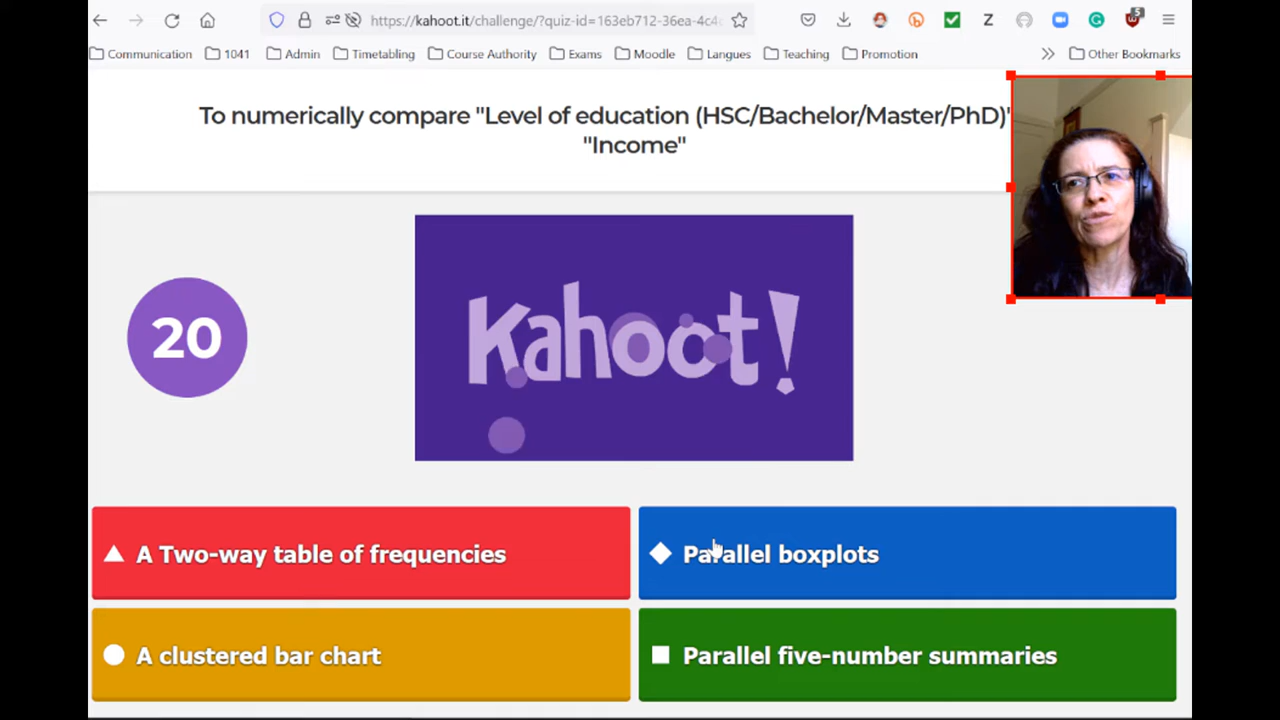 https://kahoot.it/challenge/?quiz-id=163eb712-36ea-4c4c
5
Communication 1041 Admin Timetabling Course Authority Exams Moodle Langues Teaching Promotion Other Bookmarks
To numerically compare "Level of education (HSC/Bachelor/Master/PhD)"
"Income"
20
Kahoot!
A Two-way table of frequencies
Parallel boxplots
A clustered bar chart
Parallel five-number summaries